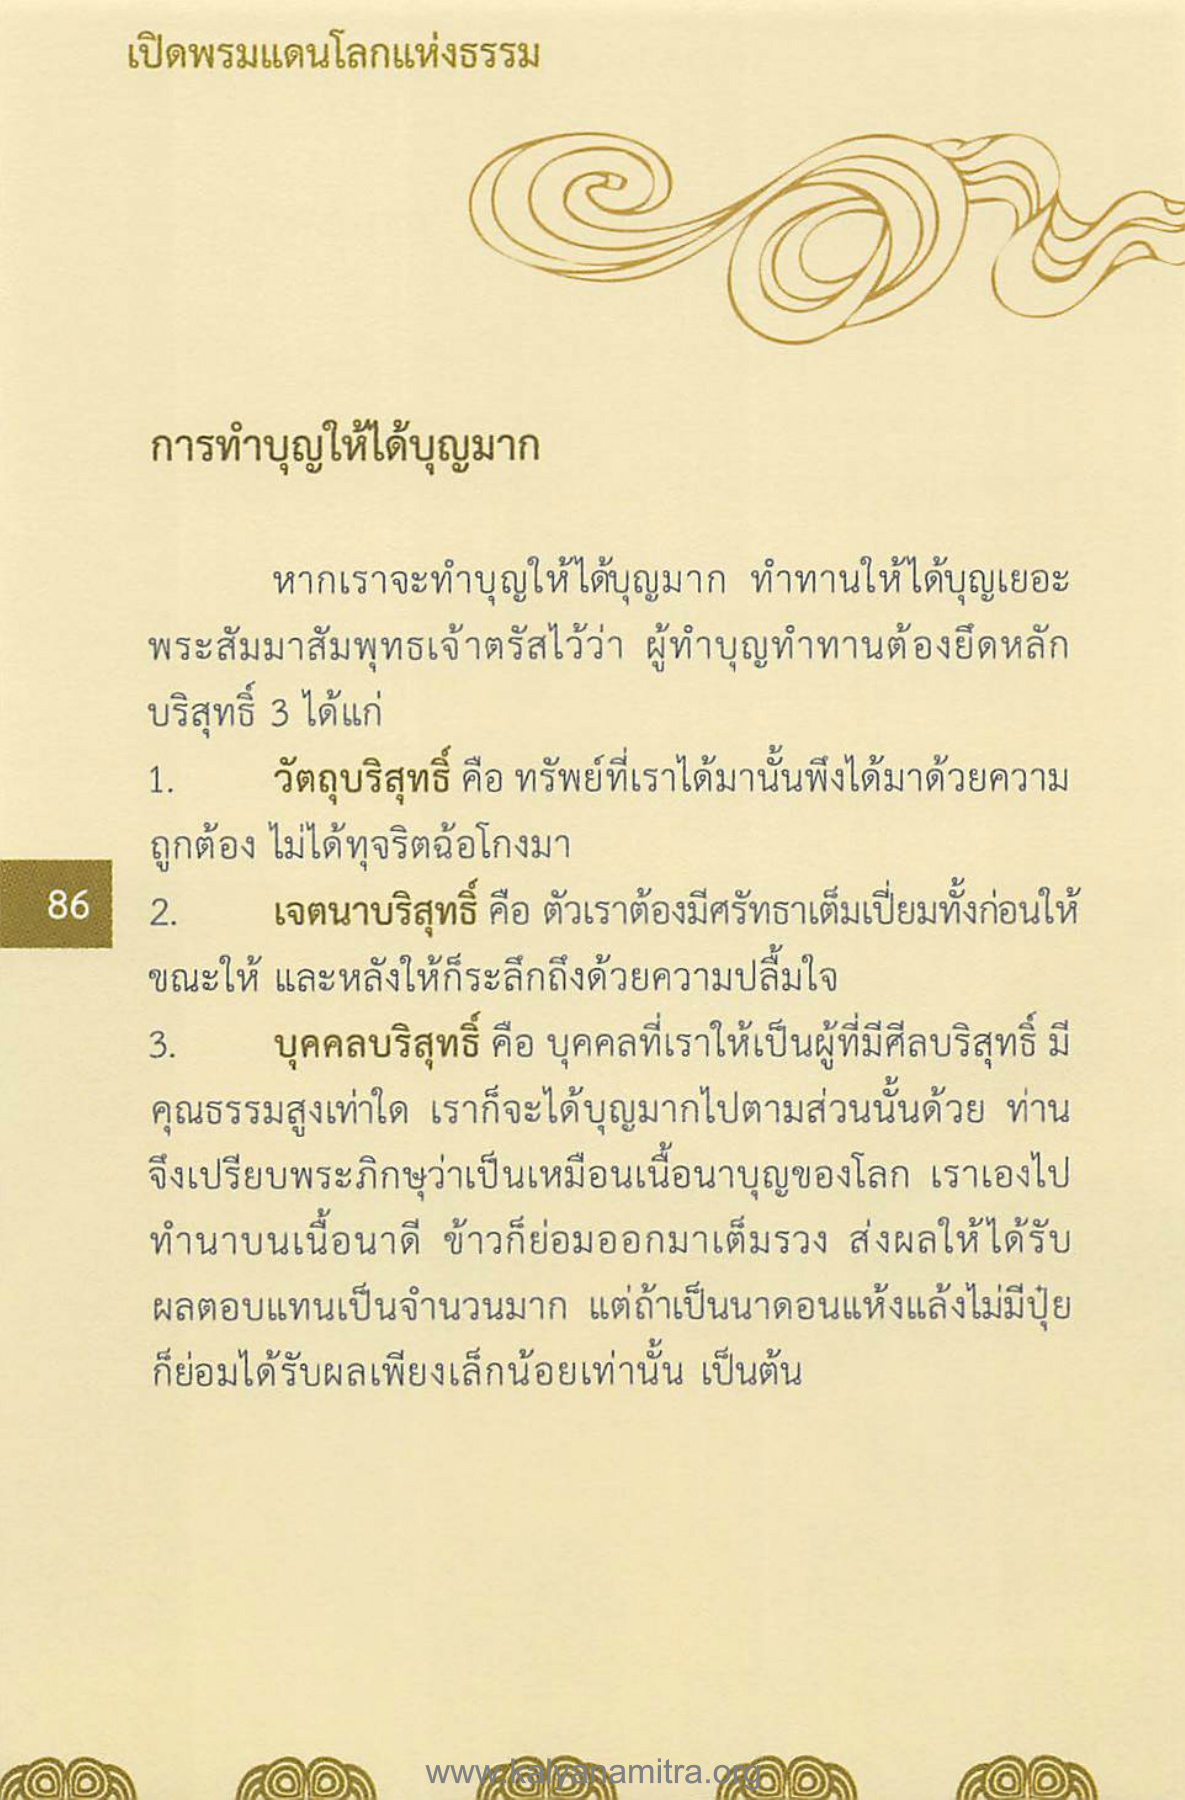 เปิดพรมแดนโลกแห่งธรรม
การทำบุญให้ได้บุญมาก
หากเราจะทำบุญให้ได้บุญมาก ทำทานให้ได้บุญเยอะ
พระสัมมาสัมพุทธเจ้าตรัสไว้ว่า ผู้ทำบุญทำทานต้องยึดหลัก
บริสุทธิ์ 3 ได้แก่
1. วัตถุบริสุทธิ์ คือ ทรัพย์ที่เราได้มานั้นพึงได้มาด้วยความ
ถูกต้อง ไม่ได้ทุจริตฉ้อโกงมา
86
2. เจตนาบริสุทธิ์ คือ ตัวเราต้องมีศรัทธาเต็มเปี่ยมทั้งก่อนให้
ขณะให้ และหลังให้ก็ระลึกถึงด้วยความปลื้มใจ
3. บุคคลบริสุทธิ์ คือ บุคคลที่เราให้เป็นผู้ที่มีศีลบริสุทธิ์ มี
คุณธรรมสูงเท่าใด เราก็จะได้บุญมากไปตามส่วนนั้นด้วย ท่าน
จึงเปรียบพระภิกษุว่าเป็นเหมือนเนื้อนาบุญของโลก เราเองไป
ทำนาบนเนื้อนาดี ข้าวก็ย่อมออกมาเต็มรวง ส่งผลให้ได้รับ
ผลตอบแทนเป็นจำนวนมาก แต่ถ้าเป็นนาดอนแห้งแล้งไม่มีปุ๋ย
ก็ย่อมได้รับผลเพียงเล็กน้อยเท่านั้น เป็นต้น
www.kalyanamitra.org